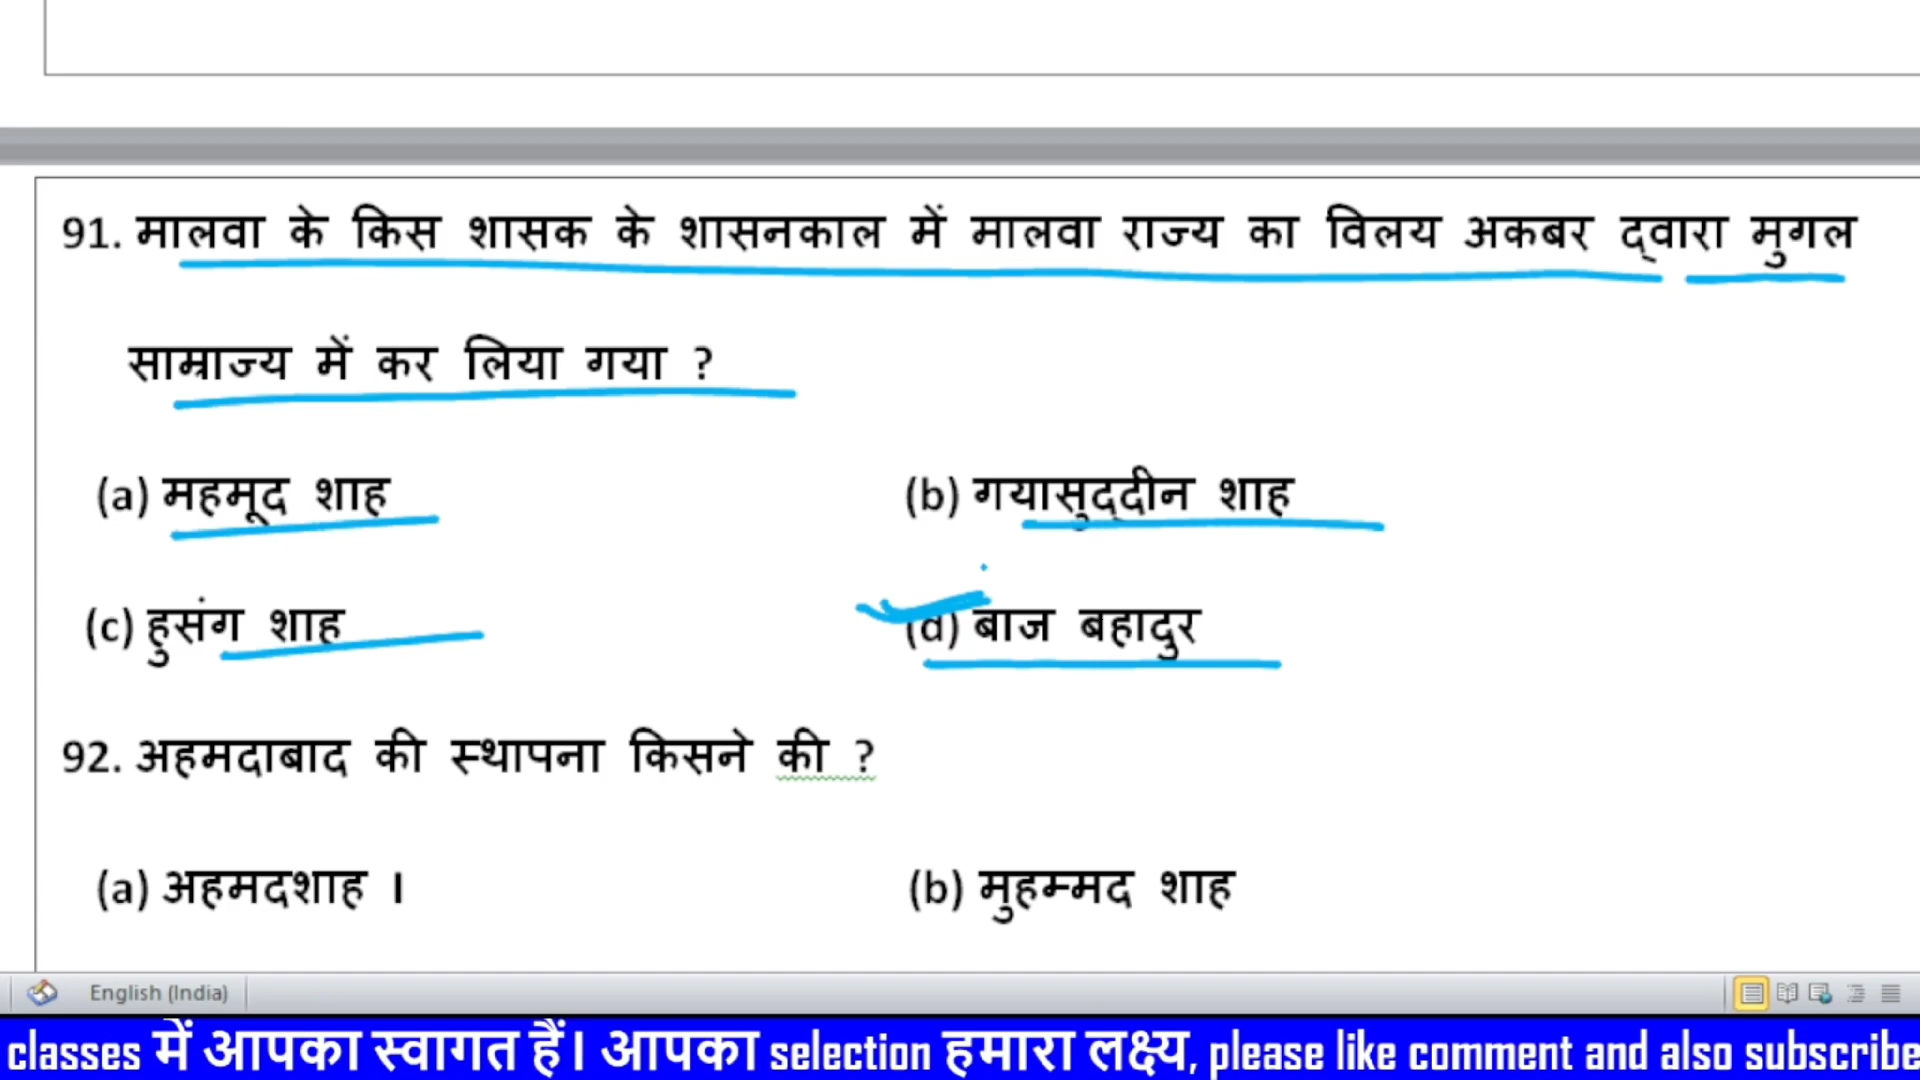 91. मालवा के किस शासक के शासनकाल में मालवा राज्य का विलय अकबर द्वारा मुगल
साम्राज्य में कर लिया गया ?
(a) महमूद शाह (b) गयासुद्दीन शाह
(c) हुसंग शाह (d) बाज बहादुर
92. अहमदाबाद की स्थापना किसने की ?
(a) अहमदशाह । (b) मुहम्मद शाह
English (India)
classes में आपका स्वागत हैं। आपका selection हमारा लक्ष्य, please like comment and also subscribe